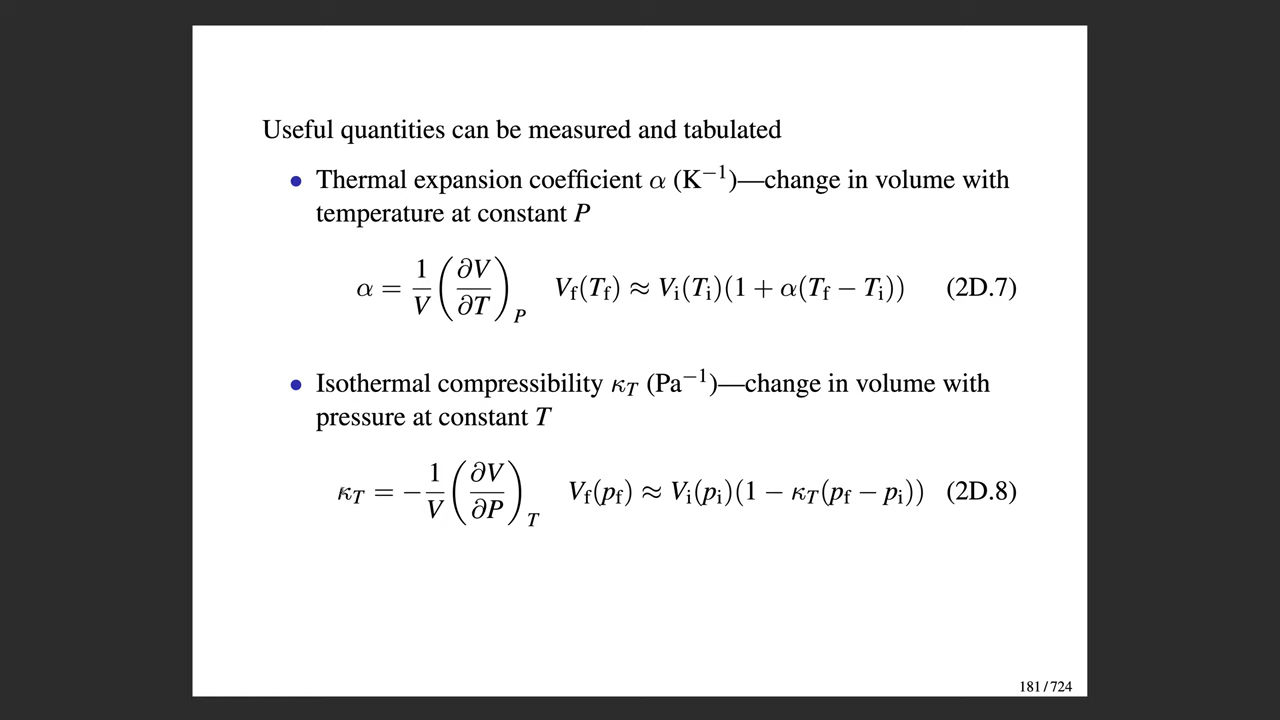 Useful quantities can be measured and tabulated
• Thermal expansion coefficient α (K⁻¹)—change in volume with
temperature at constant P
α = 1/V (∂V/∂T)_P   V_f(T_f) ≈ V_i(T_i)(1 + α(T_f − T_i))   (2D.7)
• Isothermal compressibility κ_T (Pa⁻¹)—change in volume with
pressure at constant T
κ_T = −1/V (∂V/∂P)_T   V_f(p_f) ≈ V_i(p_i)(1 − κ_T(p_f − p_i))   (2D.8)
181 / 724